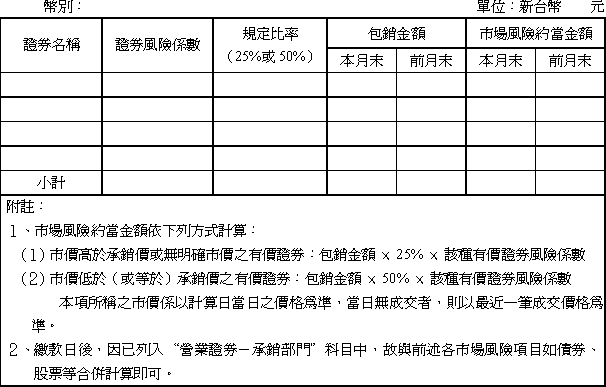 幣別： 單位：新台幣 元
證券名稱 證券風險係數 規定比率 包銷金額 市場風險約當金額
（25%或50%） 本月未 前月未 本月未 前月未
小計
附註：
１、市場風險約當金額依下列方式計算：
（1）市價高於承銷價或無明確市價之有價證券：包銷金額 × 25% × 該種有價證券風險係數
（2）市價低於（或等於）承銷價之有價證券：包銷金額 × 50% × 該種有價證券風險係數
本項所稱之市價係以計算日當日之價格為準，當日無成交者，則以最近一筆成交價格為
準。
２、繳款日後，因已列入“營業證券－承銷部門”科目中，故與前述各市場風險項目如債券、
股票等合併計算即可。